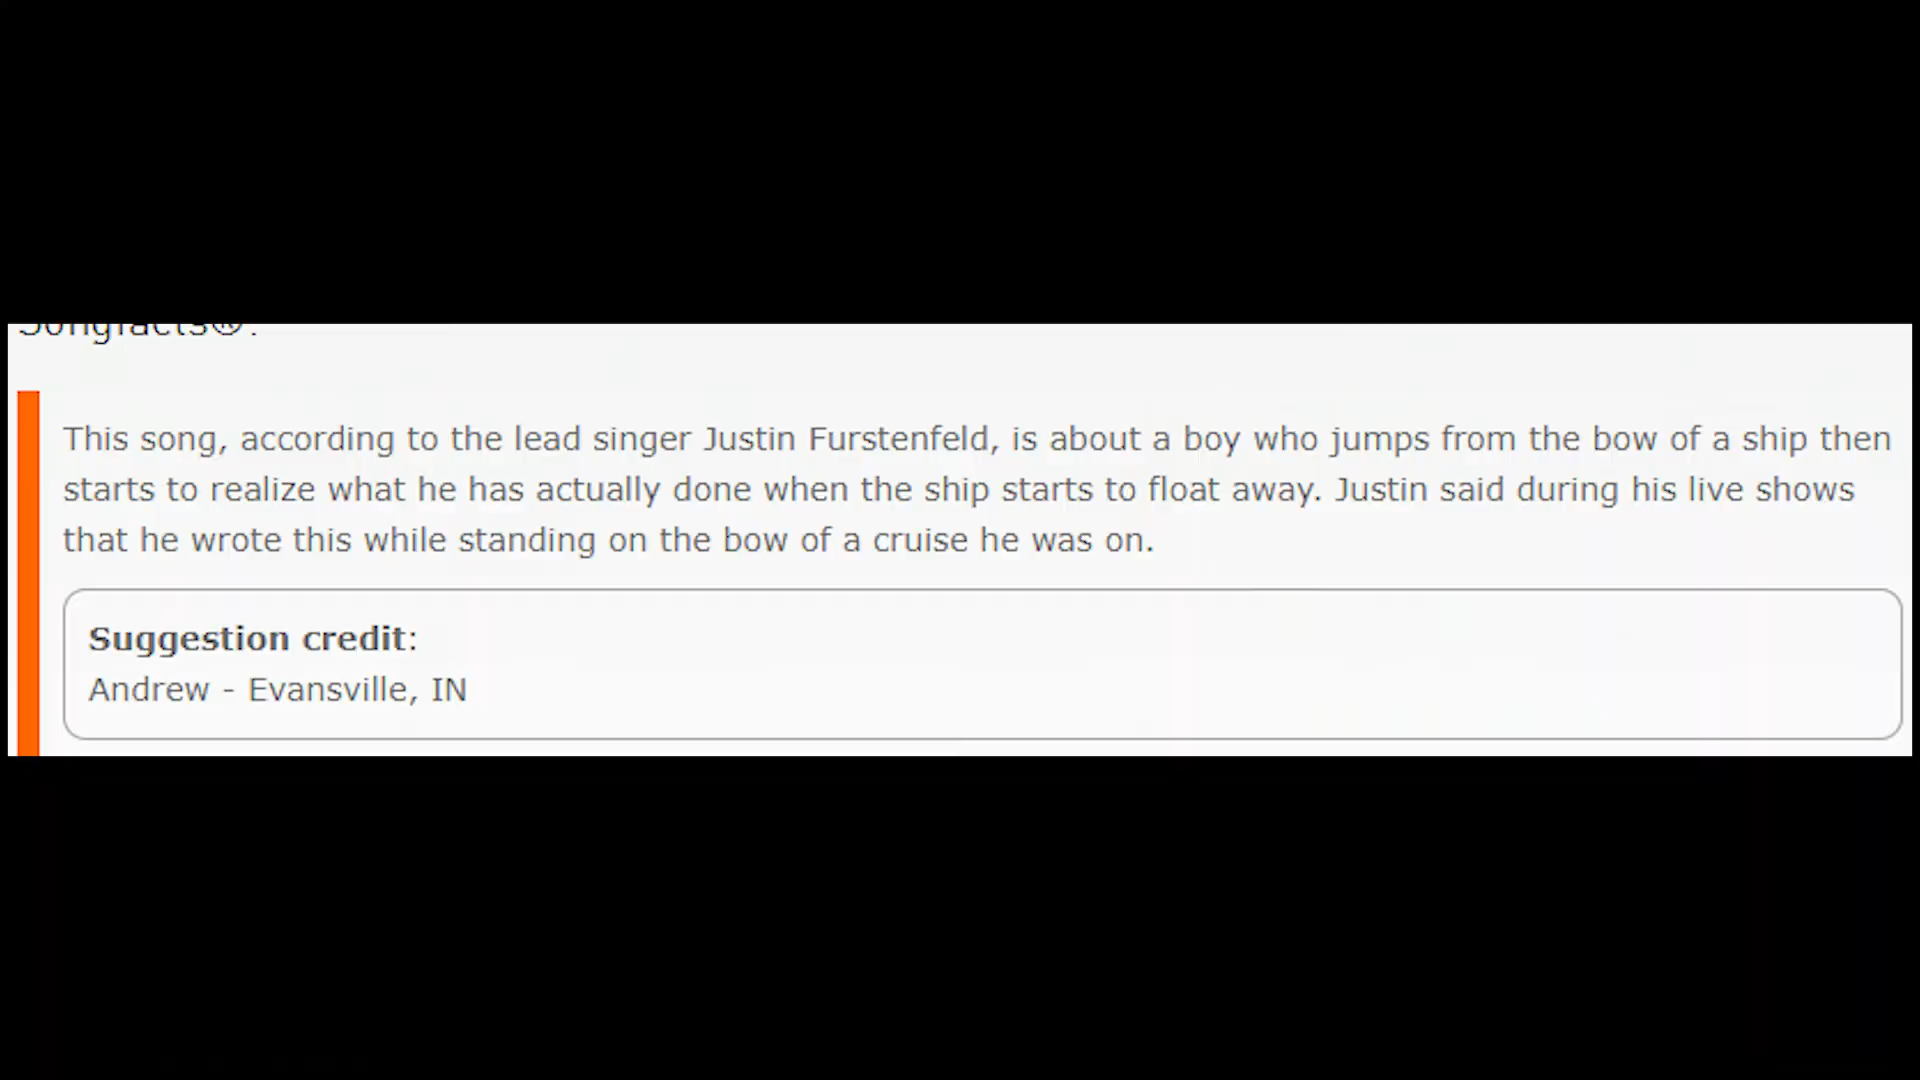 Songfacts®:
This song, according to the lead singer Justin Furstenfeld, is about a boy who jumps from the bow of a ship then
starts to realize what he has actually done when the ship starts to float away. Justin said during his live shows
that he wrote this while standing on the bow of a cruise he was on.
Suggestion credit:
Andrew - Evansville, IN